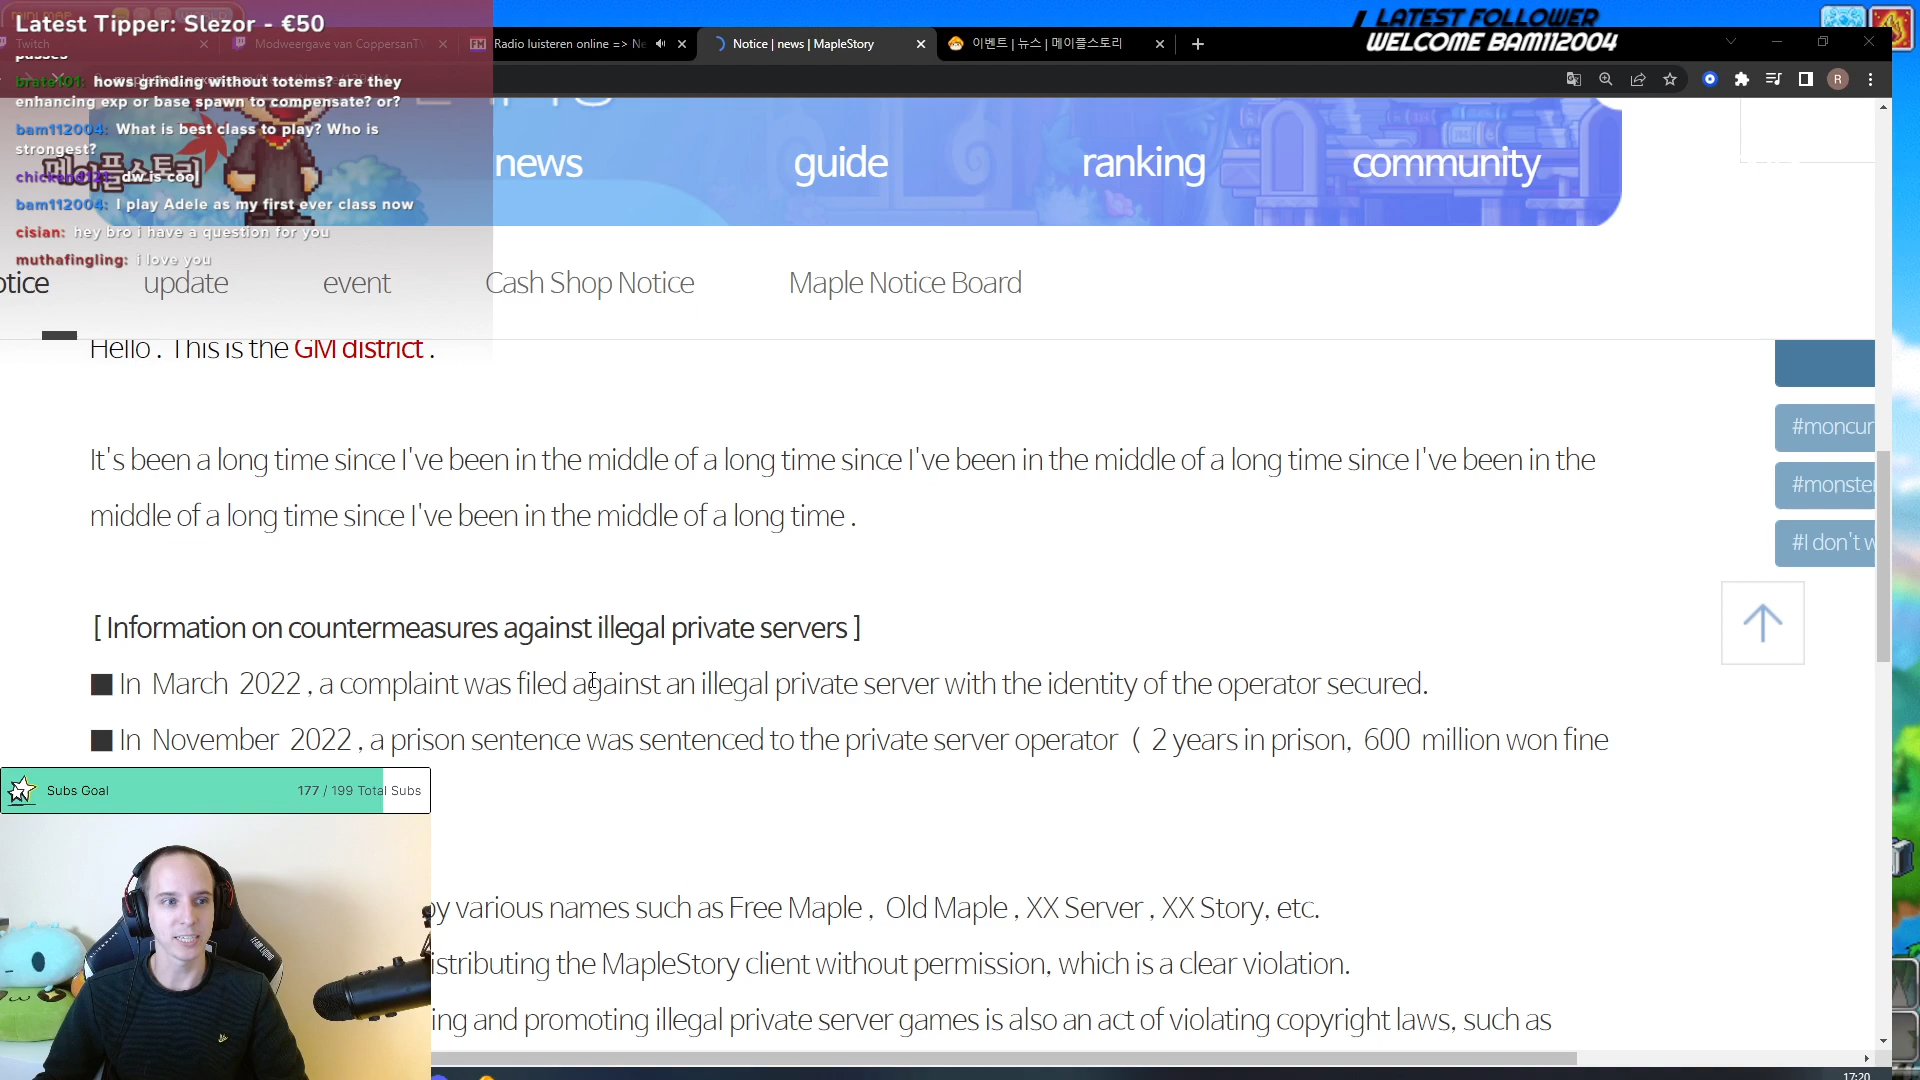 Latest Tipper: Slezor - €50
LATEST FOLLOWER
WELCOME BAM112004
Twitch
Modweergave van CoppersanTV
FM Radio luisteren online => Ne
Notice | news | MapleStory
이벤트 | 뉴스 | 메이플스토리
passes
hows grinding without totems? are they
enhancing exp or base spawn to compensate? or?
bam112004: What is best class to play? Who is
strongest?
메이플스토리
dw is cool
bam112004: I play Adele as my first ever class now
cisian: hey bro i have a question for you
muthafingling: i love you
R
news
guide
ranking
community
otice
update
event
Cash Shop Notice
Maple Notice Board
Hello . This is the GM district .
It's been a long time since I've been in the middle of a long time since I've been in the middle of a long time since I've been in the
middle of a long time since I've been in the middle of a long time .
#moncur
#monster
#I don't w
[ Information on countermeasures against illegal private servers ]
■ In March 2022 , a complaint was filed against an illegal private server with the identity of the operator secured.
■ In November 2022 , a prison sentence was sentenced to the private server operator ( 2 years in prison, 600 million won fine
Subs Goal
177 / 199 Total Subs
by various names such as Free Maple , Old Maple , XX Server , XX Story, etc.
istributing the MapleStory client without permission, which is a clear violation.
ing and promoting illegal private server games is also an act of violating copyright laws, such as
17:20